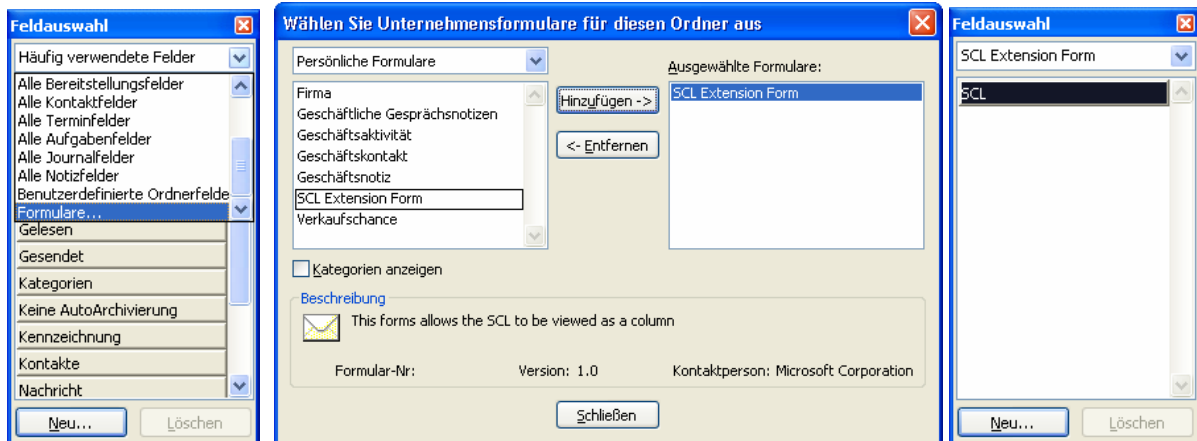 Feldauswahl
Häufig verwendete Felder
Alle Bereitstellungsfelder
Alle Kontaktfelder
Alle Terminfelder
Alle Aufgabenfelder
Alle Journalfelder
Alle Notizfelder
Benutzerdefinierte Ordnerfelde
Formulare...
Gelesen
Gesendet
Kategorien
Keine AutoArchivierung
Kennzeichnung
Kontakte
Nachricht
Neu...
Löschen
Wählen Sie Unternehmensformulare für diesen Ordner aus
Persönliche Formulare
Firma
Geschäftliche Gesprächsnotizen
Geschäftsaktivität
Geschäftskontakt
Geschäftsnotiz
SCL Extension Form
Verkaufschance
Hinzufügen ->
<- Entfernen
Ausgewählte Formulare:
SCL Extension Form
Kategorien anzeigen
Beschreibung
This forms allows the SCL to be viewed as a column
Formular-Nr: Version: 1.0 Kontaktperson: Microsoft Corporation
Schließen
Feldauswahl
SCL Extension Form
SCL
Neu...
Löschen